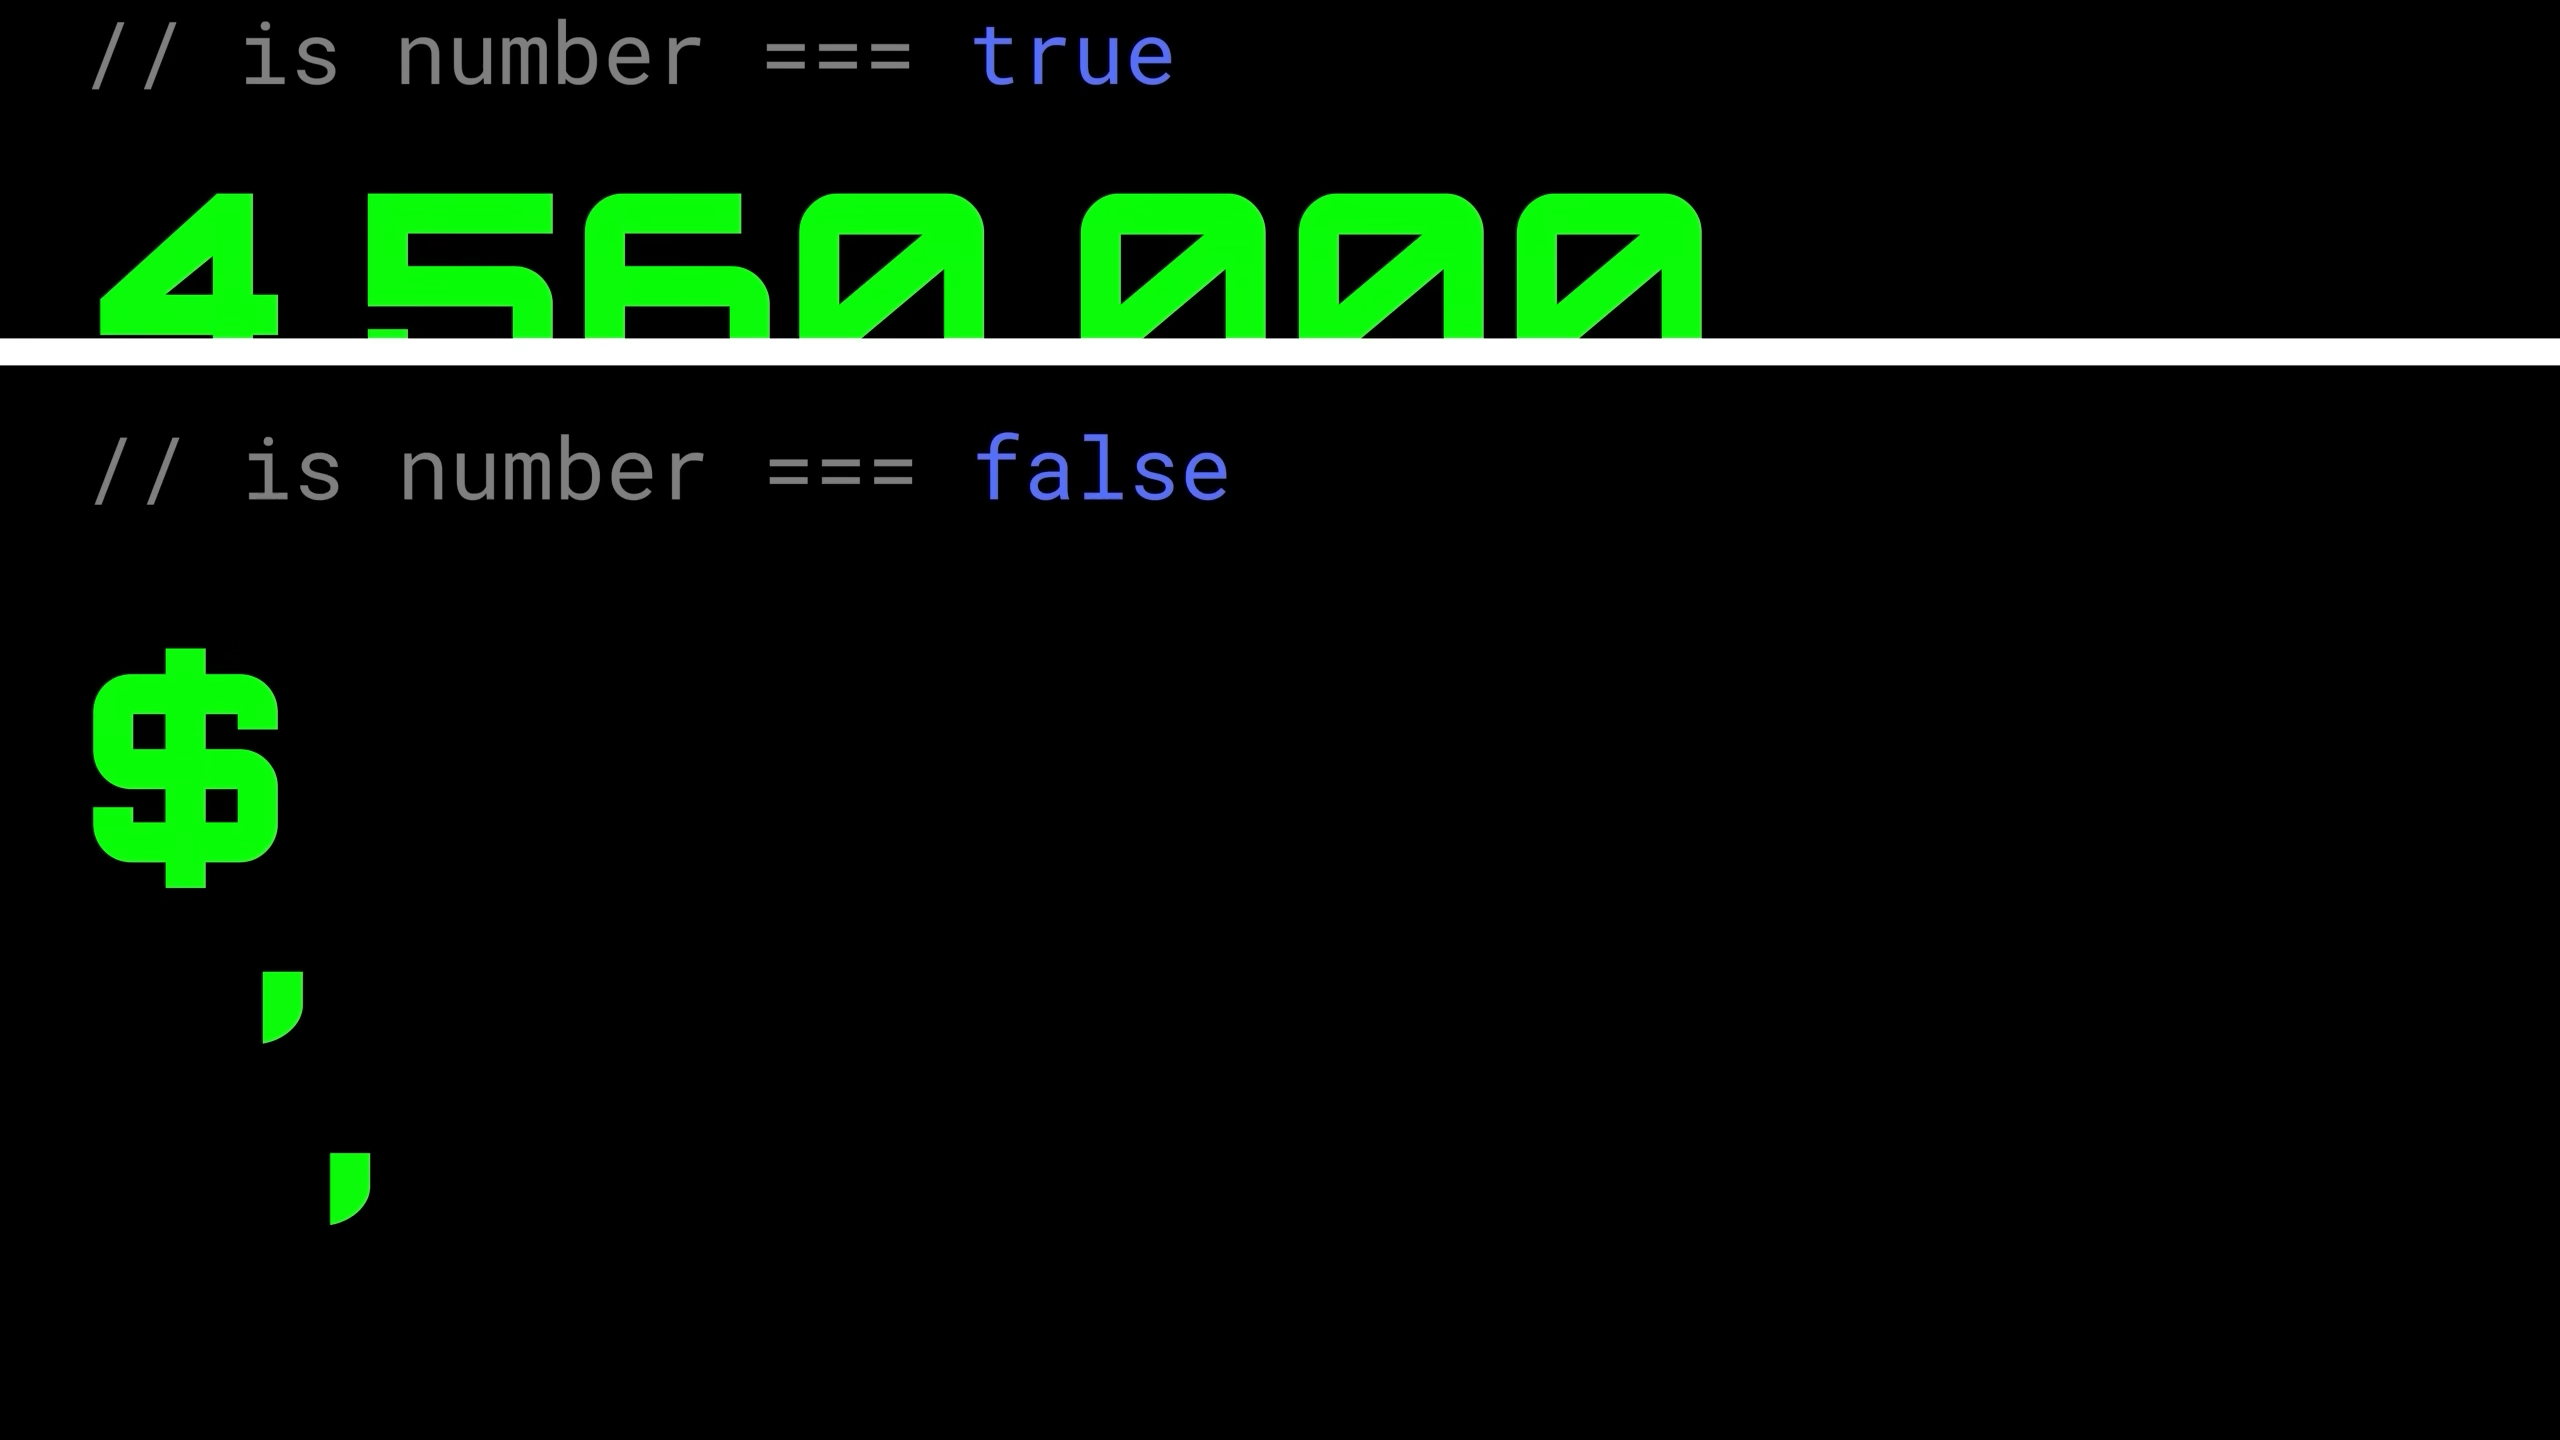 // is number === true
4 560 000
// is number === false
$
,
,